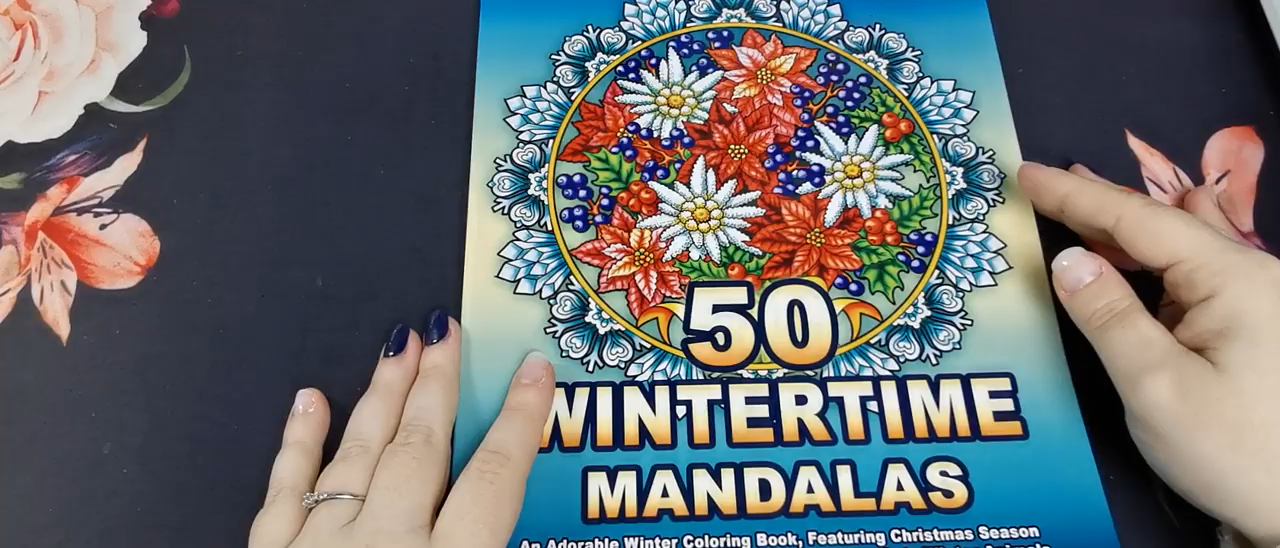 50
WINTERTIME
MANDALAS
An Adorable Winter Coloring Book, Featuring Christmas Season